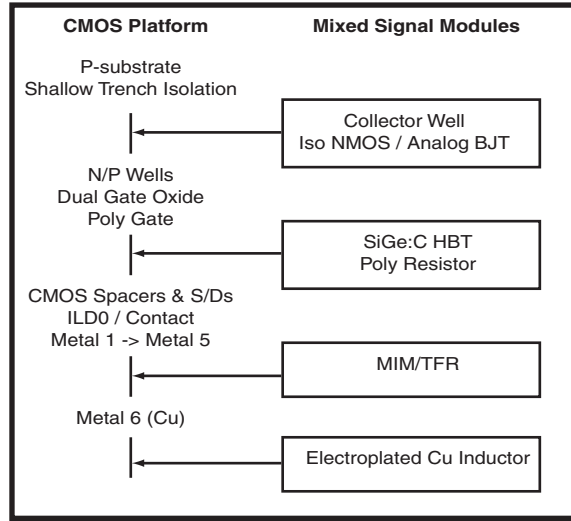 CMOS Platform
Mixed Signal Modules
P-substrate
Shallow Trench Isolation
Collector Well
Iso NMOS / Analog BJT
N/P Wells
Dual Gate Oxide
Poly Gate
SiGe:C HBT
Poly Resistor
CMOS Spacers & S/Ds
ILD0 / Contact
Metal 1 -> Metal 5
MIM/TFR
Metal 6 (Cu)
Electroplated Cu Inductor